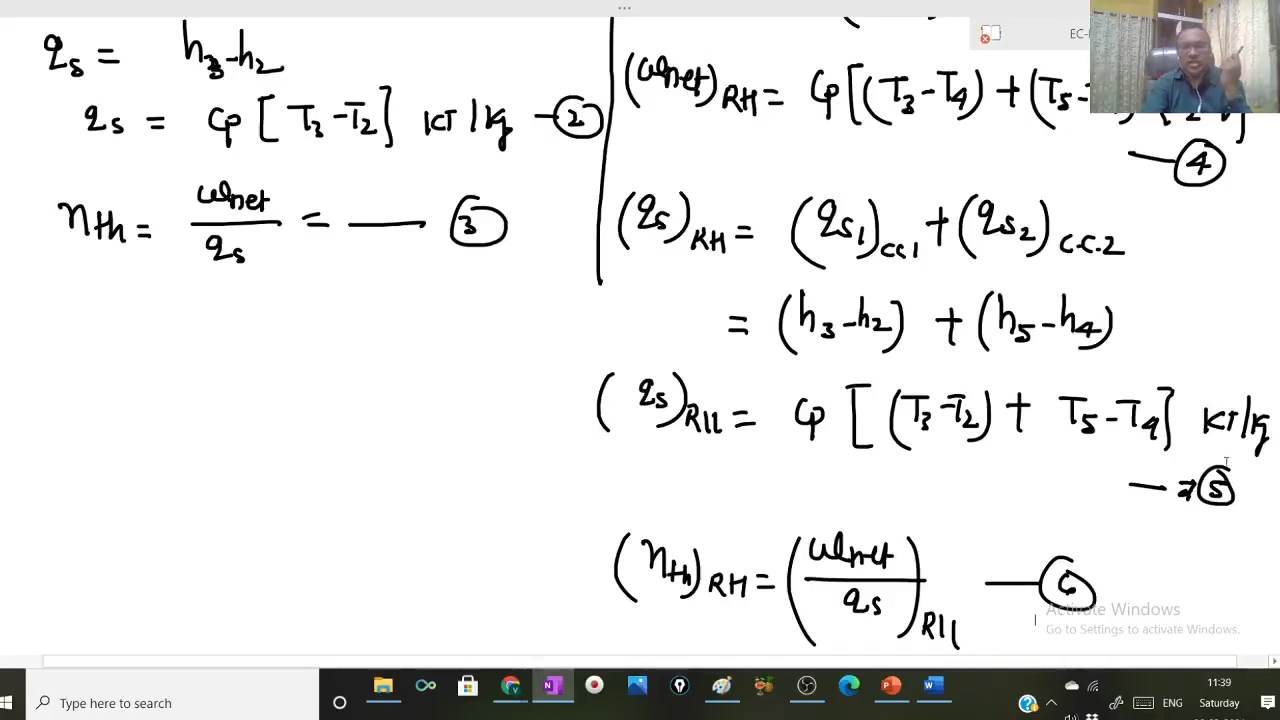 qs = h3-h2
qs = Cp [ T3-T2] KJ/Kg -②
ηth = wnet/qs = — ③
EC-
(wnet)RH = Cp[(T3-T4)+(T5-
— ④
(qs)RH = (qs1)cc1 + (qs2)c.c.2
= (h3-h2) + (h5-h4)
(qs)RH = Cp [(T3-T2)+ T5-T4] KJ/Kg
— ⑤
(ηth)RH = (wnet/qs)RH — ⑥
Activate Windows
Go to Settings to activate Windows.
Type here to search
ENG
11:39
Saturday